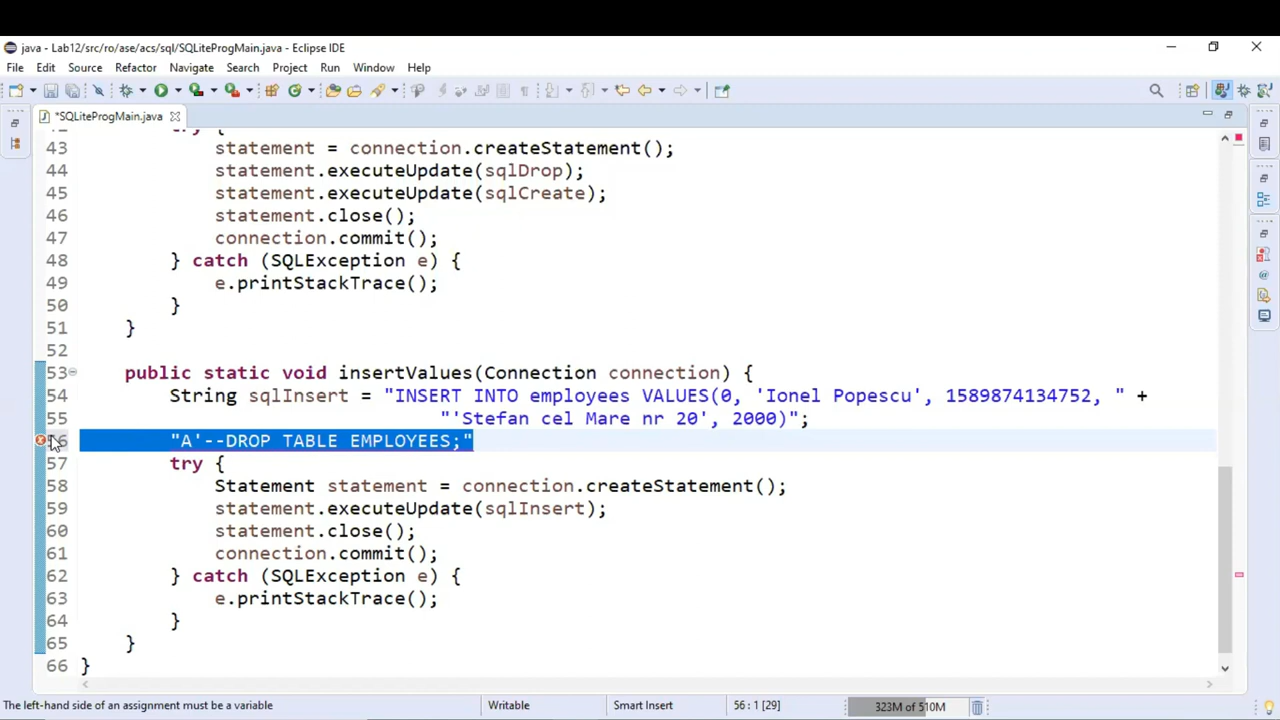 java - Lab12/src/ro/ase/acs/sql/SQLiteProgMain.java - Eclipse IDE
File Edit Source Refactor Navigate Search Project Run Window Help
*SQLiteProgMain.java
43 statement = connection.createStatement();
44 statement.executeUpdate(sqlDrop);
45 statement.executeUpdate(sqlCreate);
46 statement.close();
47 connection.commit();
48 } catch (SQLException e) {
49 e.printStackTrace();
50 }
51 }
52
53 public static void insertValues(Connection connection) {
54 String sqlInsert = "INSERT INTO employees VALUES(0, 'Ionel Popescu', 1589874134752, " +
55 "'Stefan cel Mare nr 20', 2000)";
"A'--DROP TABLE EMPLOYEES;"
57 try {
58 Statement statement = connection.createStatement();
59 statement.executeUpdate(sqlInsert);
60 statement.close();
61 connection.commit();
62 } catch (SQLException e) {
63 e.printStackTrace();
64 }
65 }
66 }
The left-hand side of an assignment must be a variable Writable Smart Insert 56 : 1 [29] 323M of 510M